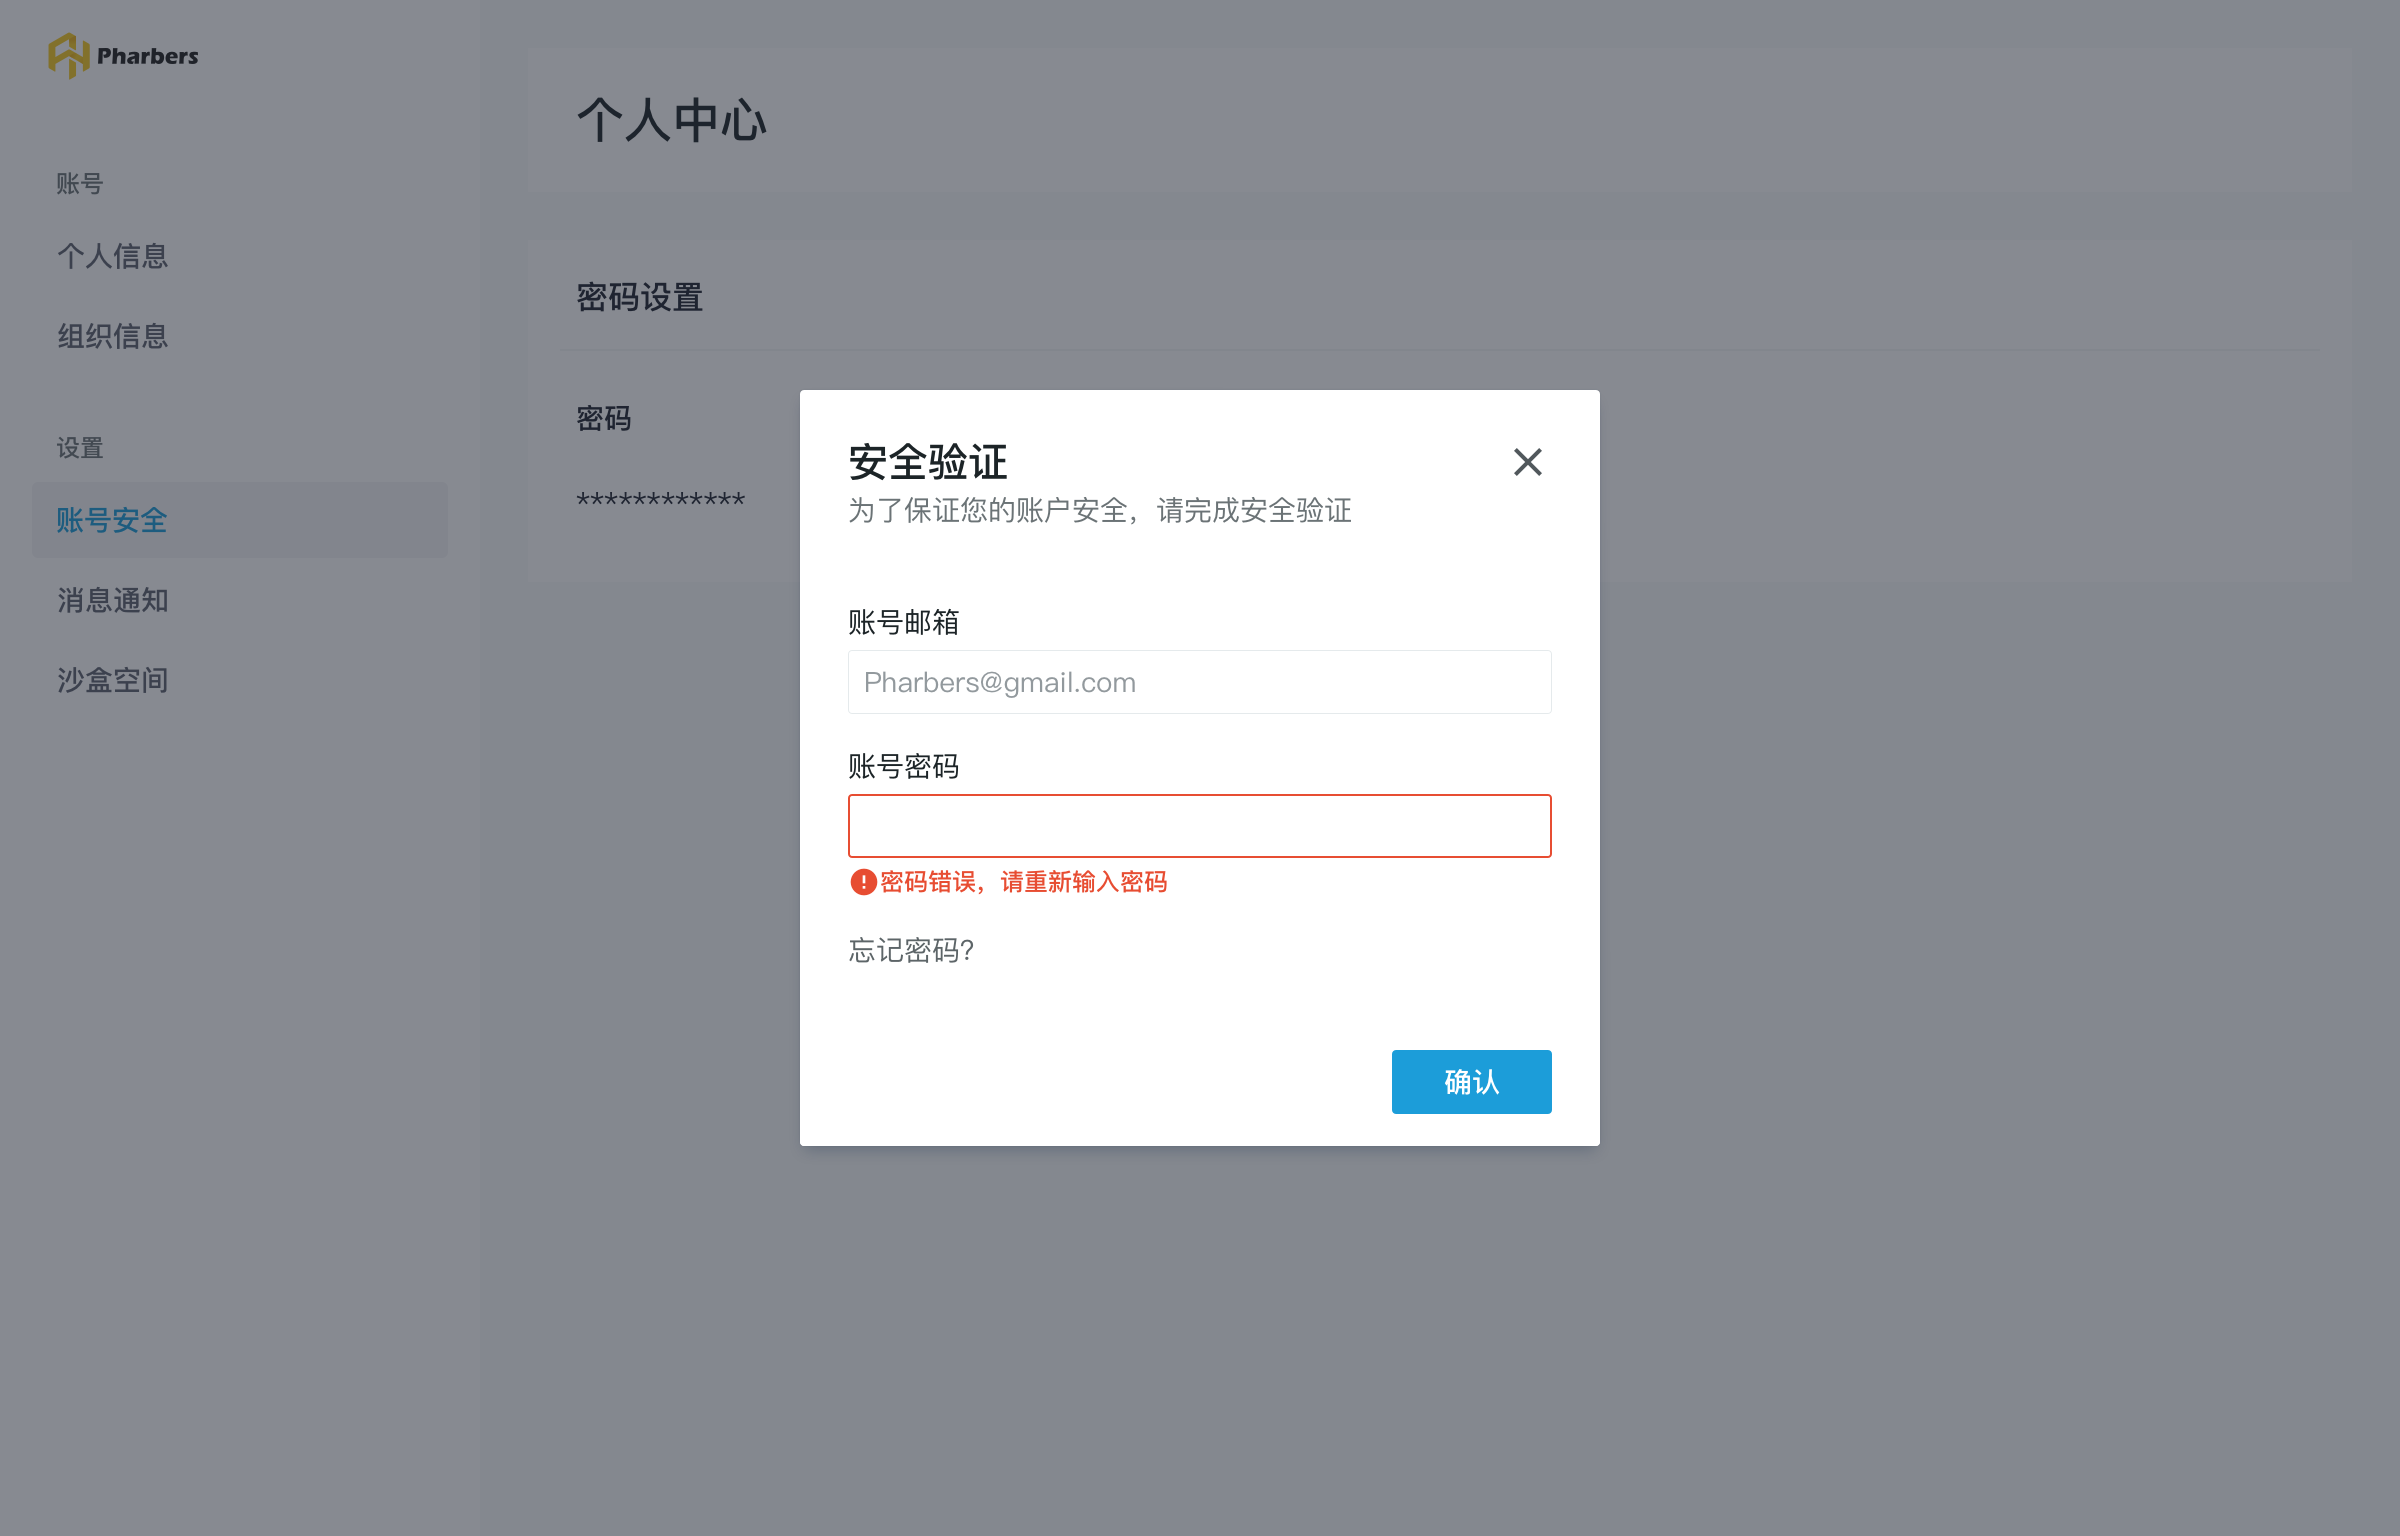 Pharbers
账号
个人信息
组织信息
设置
账号安全
消息通知
沙盒空间
个人中心
密码设置
密码
************
安全验证
为了保证您的账户安全，请完成安全验证
账号邮箱
Pharbers@gmail.com
账号密码
密码错误，请重新输入密码
忘记密码?
确认